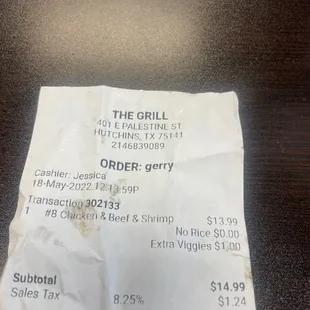 THE GRILL
401 E PALESTINE ST
HUTCHINS, TX 75141
2146839089
ORDER: gerry
Cashier: Jessica
18-May-2022 12:13:59P
Transaction 302133
1 #8 Chicken & Beef & Shrimp $13.99
No Rice $0.00
Extra Viggies $1.00
Subtotal $14.99
Sales Tax 8.25% $1.24